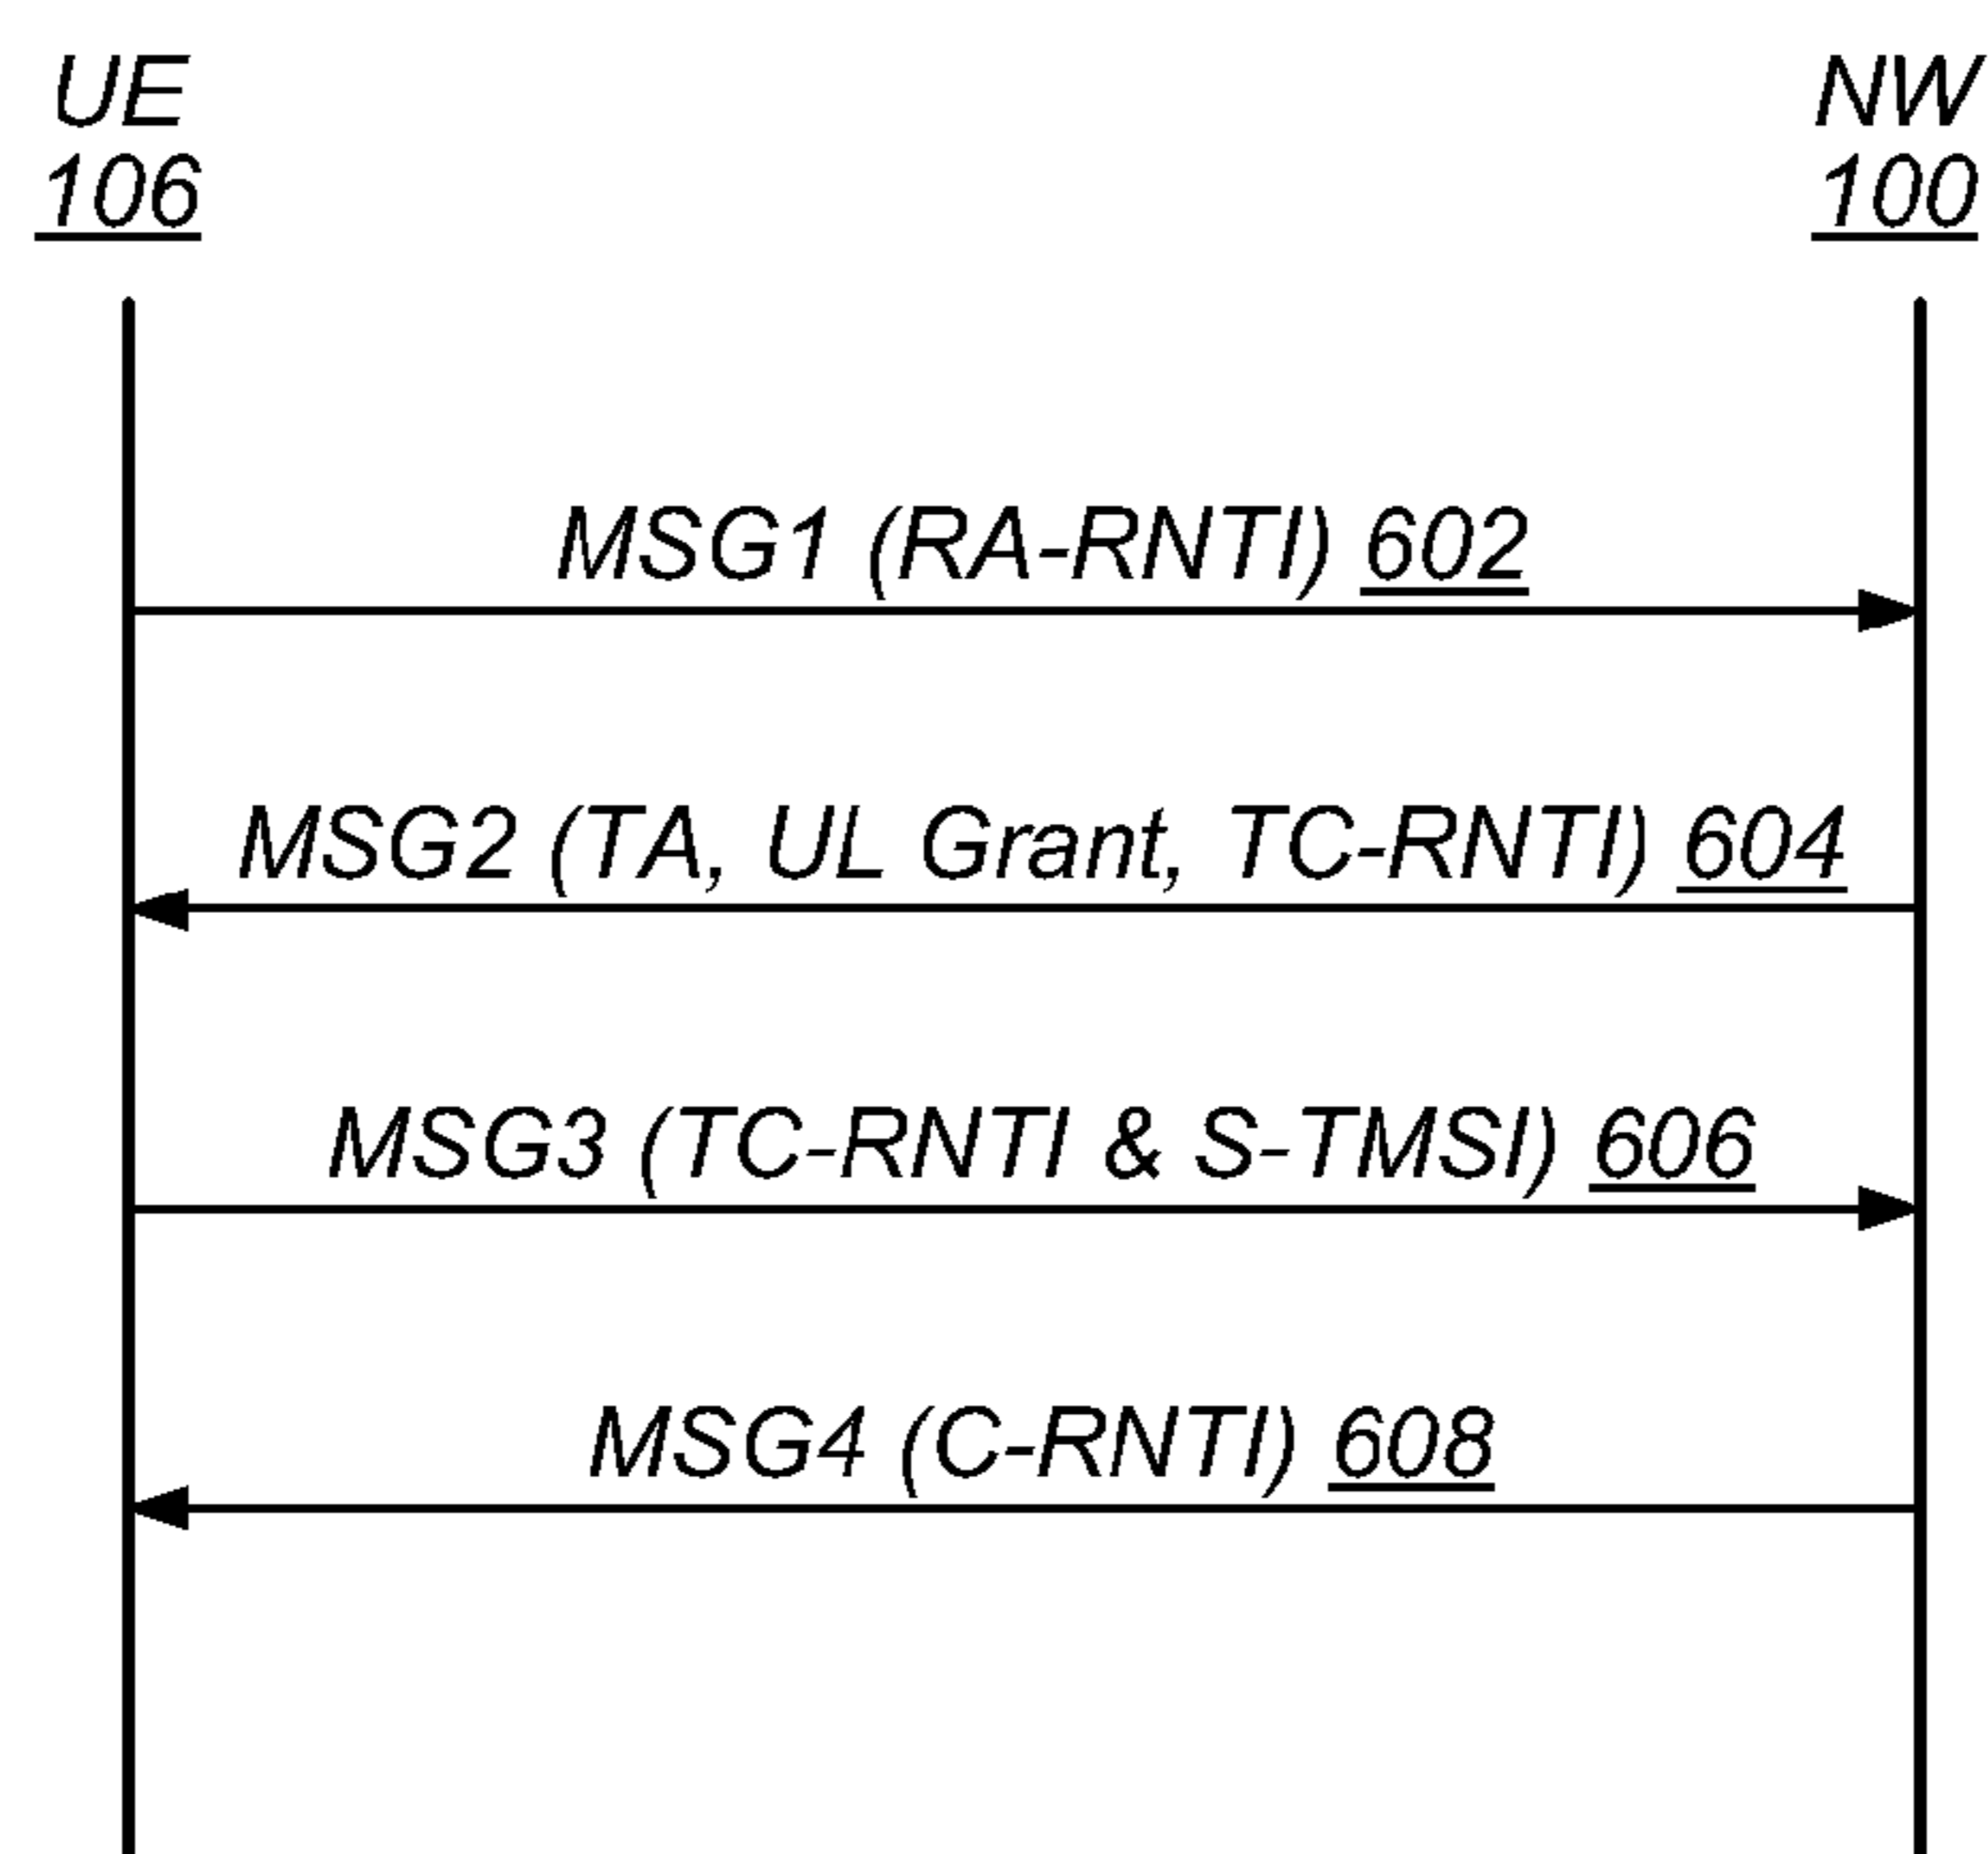 UE
106
NW
100
MSG1 (RA-RNTI) 602
MSG2 (TA, UL Grant, TC-RNTI) 604
MSG3 (TC-RNTI & S-TMSI) 606
MSG4 (C-RNTI) 608